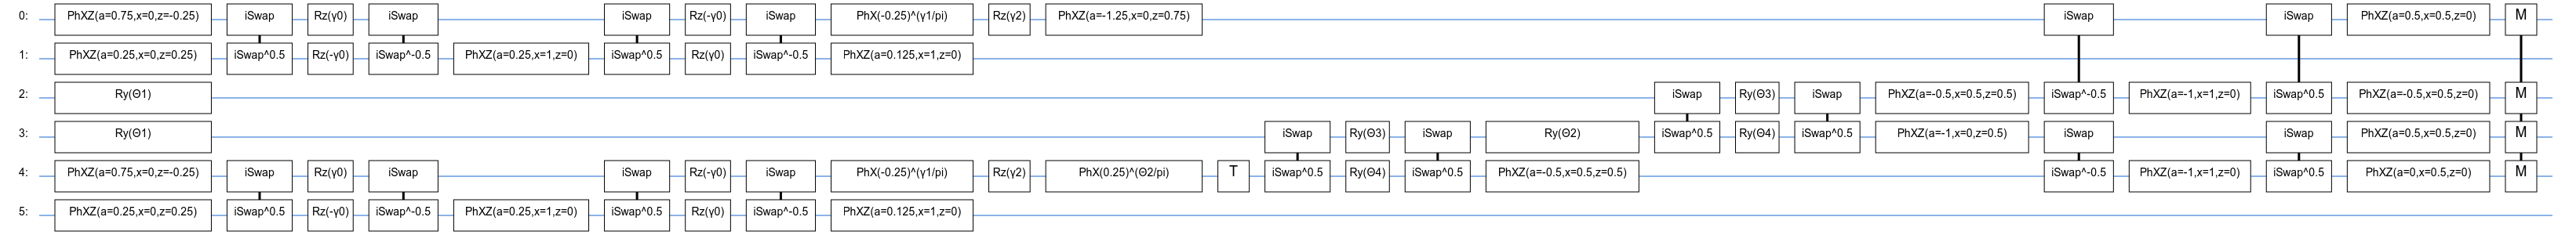 0: PhXZ(a=0.75,x=0,z=-0.25) iSwap Rz(γ0) iSwap iSwap Rz(-γ0) iSwap PhX(-0.25)^(γ1/pi) Rz(γ2) PhXZ(a=-1.25,x=0,z=0.75) iSwap iSwap PhXZ(a=0.5,x=0.5,z=0) M
1: PhXZ(a=0.25,x=0,z=0.25) iSwap^0.5 Rz(-γ0) iSwap^-0.5 PhXZ(a=0.25,x=1,z=0) iSwap^0.5 Rz(γ0) iSwap^-0.5 PhXZ(a=0.125,x=1,z=0)
2: Ry(Θ1) iSwap Ry(Θ3) iSwap PhXZ(a=-0.5,x=0.5,z=0.5) iSwap^-0.5 PhXZ(a=-1,x=1,z=0) iSwap^0.5 PhXZ(a=-0.5,x=0.5,z=0) M
3: Ry(Θ1) iSwap Ry(Θ3) iSwap Ry(Θ2) iSwap^0.5 Ry(Θ4) iSwap^0.5 PhXZ(a=-1,x=0,z=0.5) iSwap iSwap PhXZ(a=0.5,x=0.5,z=0) M
4: PhXZ(a=0.75,x=0,z=-0.25) iSwap Rz(γ0) iSwap iSwap Rz(-γ0) iSwap PhX(-0.25)^(γ1/pi) Rz(γ2) PhX(0.25)^(Θ2/pi) T iSwap^0.5 Ry(Θ4) iSwap^0.5 PhXZ(a=-0.5,x=0.5,z=0.5) iSwap^-0.5 PhXZ(a=-1,x=1,z=0) iSwap^0.5 PhXZ(a=0,x=0.5,z=0) M
5: PhXZ(a=0.25,x=0,z=0.25) iSwap^0.5 Rz(-γ0) iSwap^-0.5 PhXZ(a=0.25,x=1,z=0) iSwap^0.5 Rz(γ0) iSwap^-0.5 PhXZ(a=0.125,x=1,z=0)